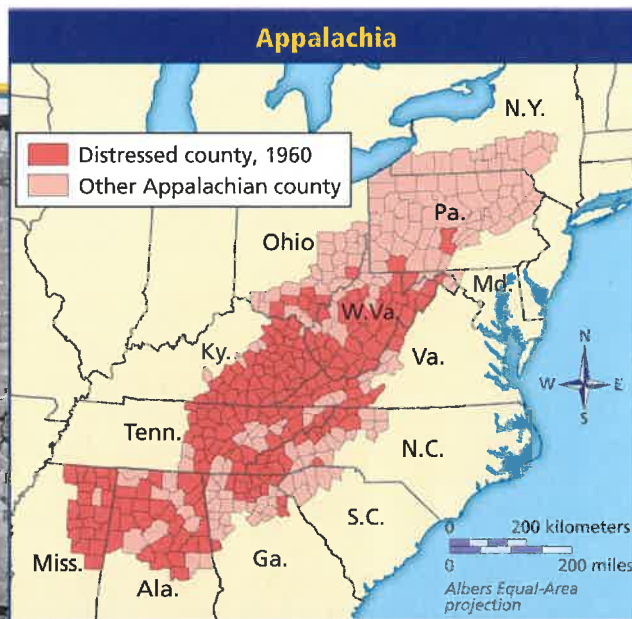 Appalachia
Distressed county, 1960
Other Appalachian county
N.Y.
Pa.
Ohio
Md.
W.Va.
Ky.
Va.
N
W E
S
Tenn.
N.C.
S.C.
Miss.
Ala.
Ga.
0 200 kilometers
0 200 miles
Albers Equal-Area
projection